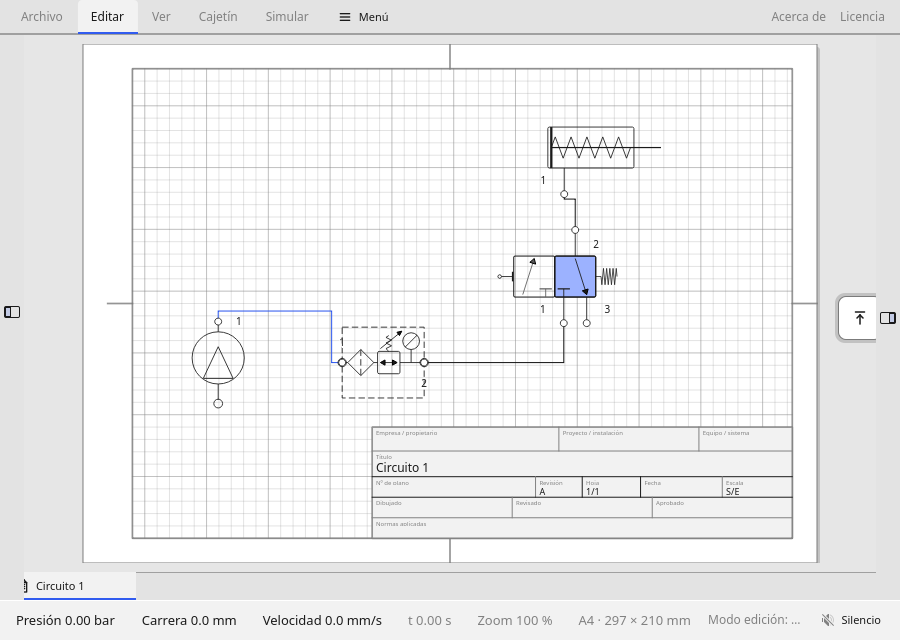 Archivo Editar Ver Cajetín Simular Menú Acerca de Licencia
1
2
1 3
1
1
2
Empresa / propietario Proyecto / instalación Equipo / sistema
Título
Circuito 1
Nº de plano Revisión Hoja Fecha Escala
A 1/1 S/E
Dibujado Revisado Aprobado
Normas aplicadas
Circuito 1
Presión 0.00 bar Carrera 0.0 mm Velocidad 0.0 mm/s t 0.00 s Zoom 100 % A4 · 297 × 210 mm Modo edición: ... Silencio